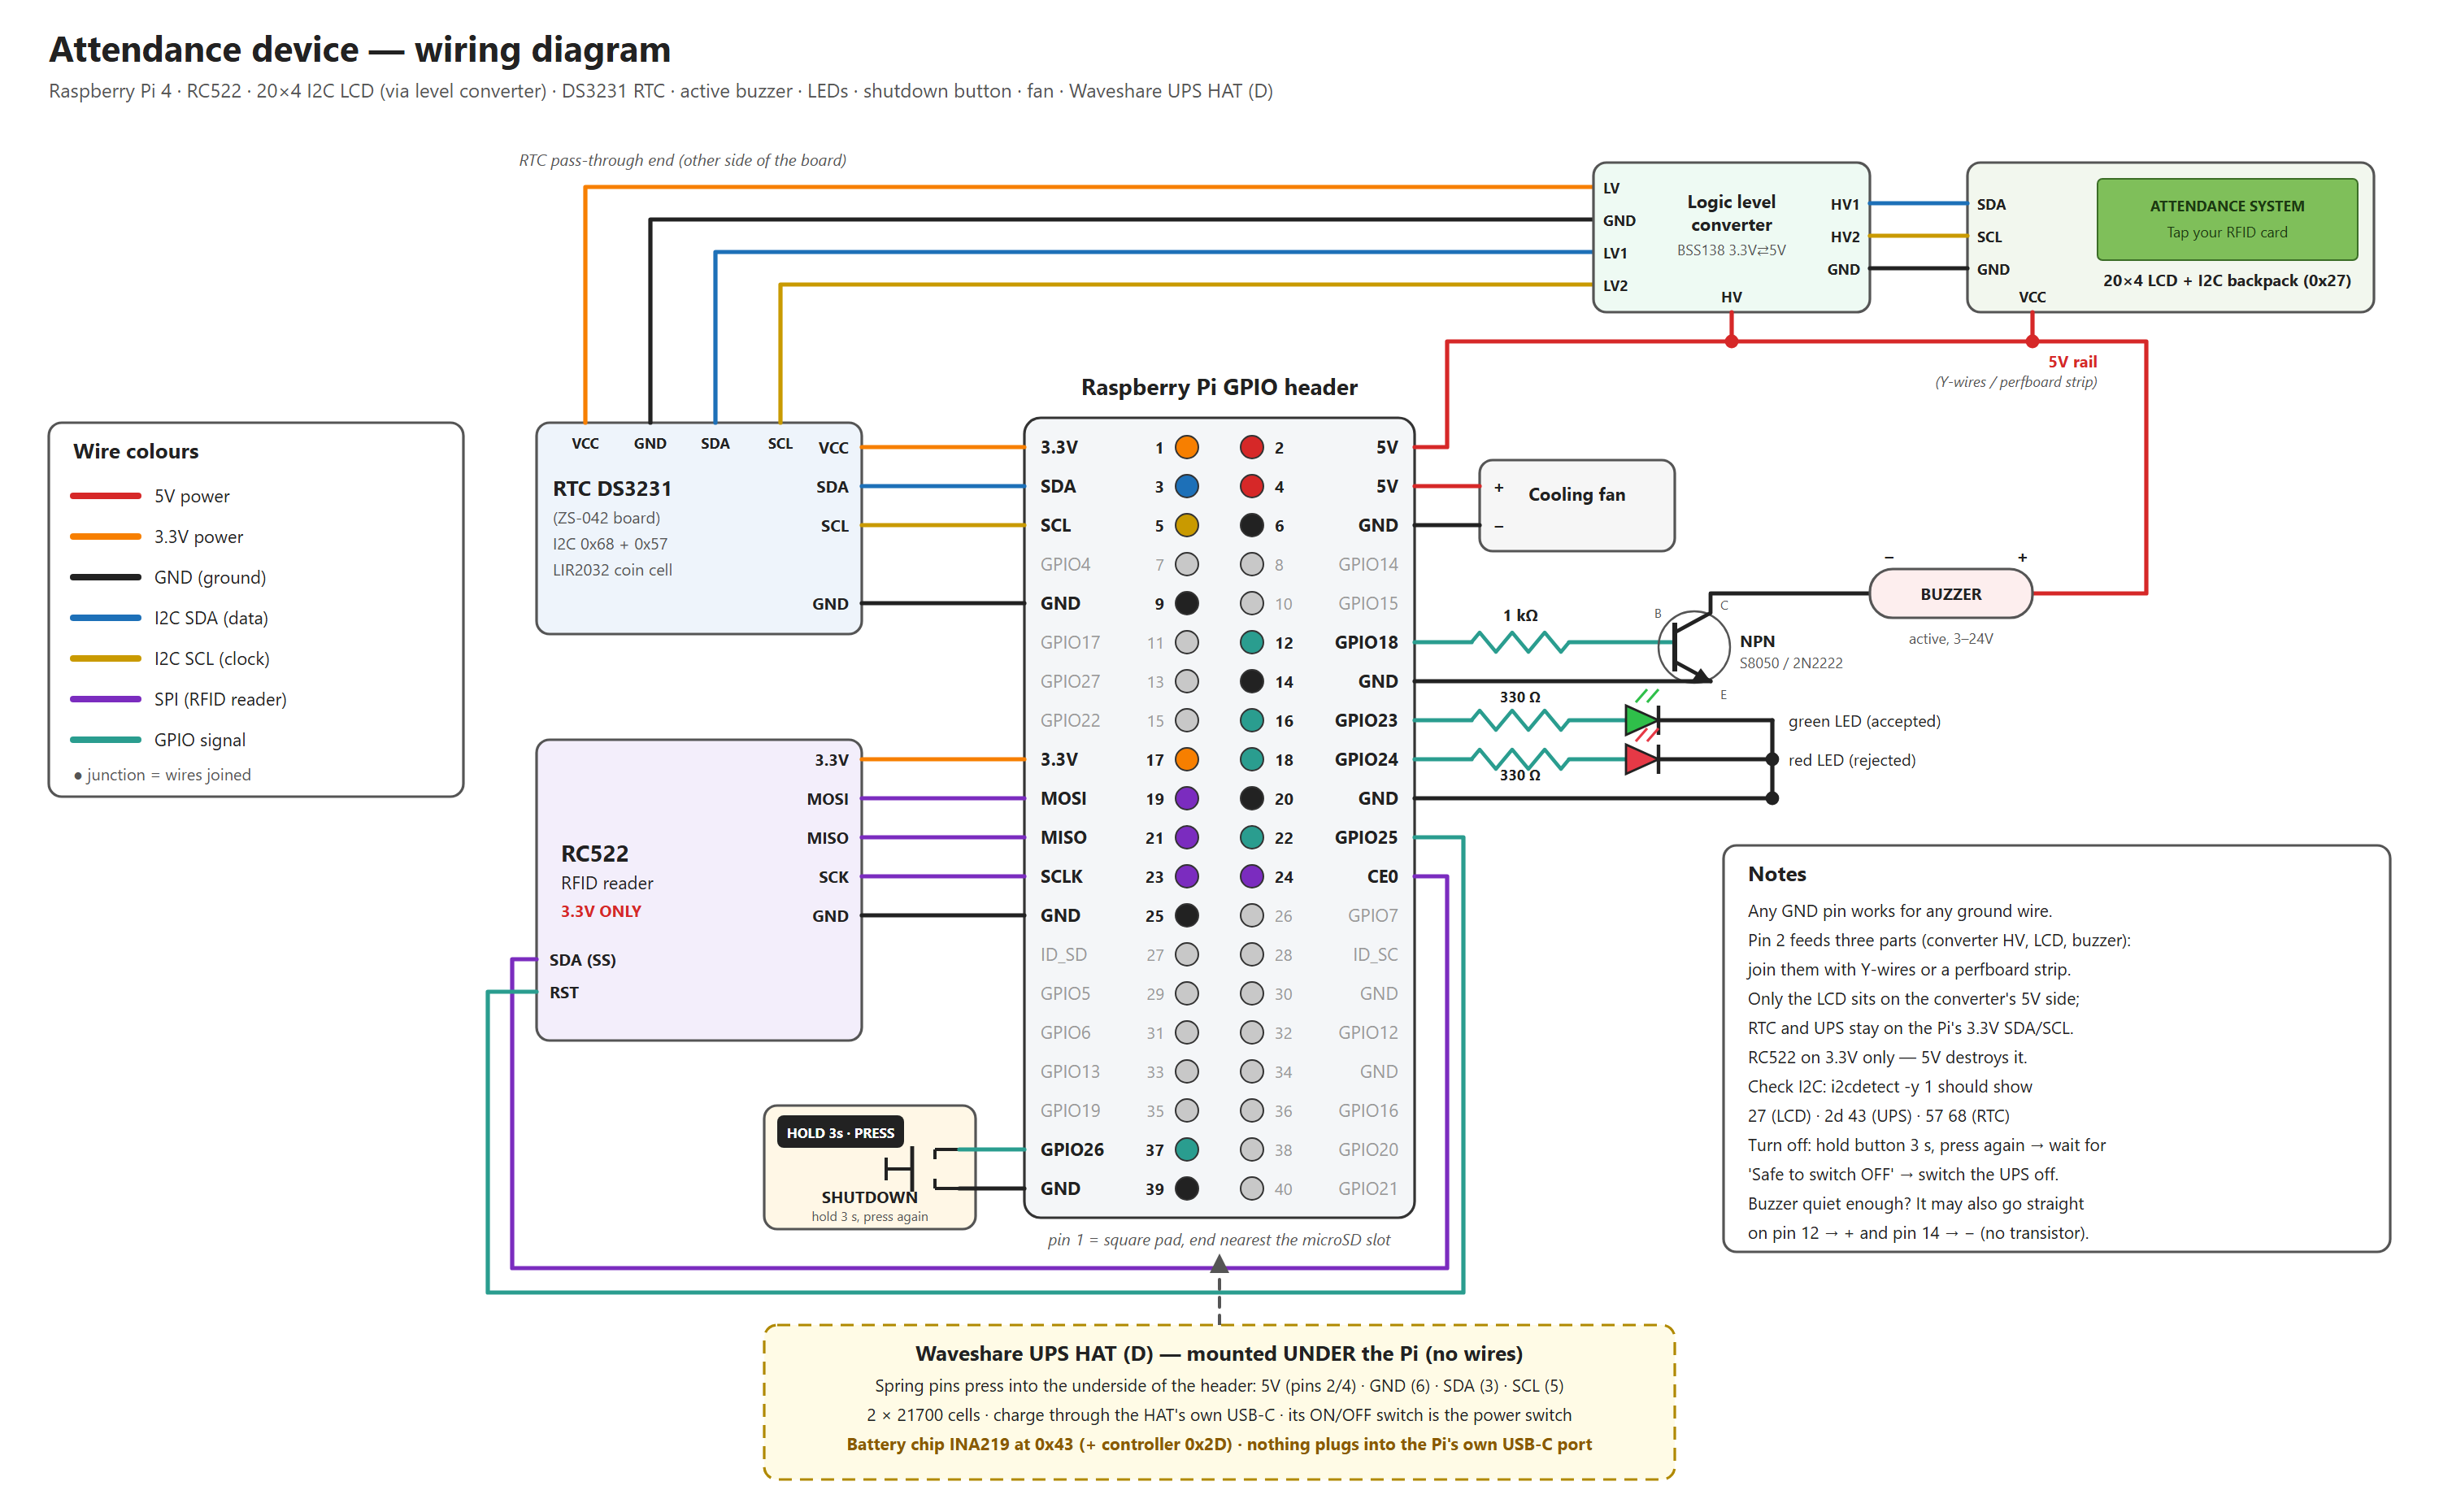 Attendance device — wiring diagram
Raspberry Pi 4 · RC522 · 20×4 I2C LCD (via level converter) · DS3231 RTC · active buzzer · LEDs · shutdown button · fan · Waveshare UPS HAT (D)
RTC pass-through end (other side of the board)
LV
GND
LV1
LV2
Logic level
converter
BSS138 3.3V⇄5V
HV1
HV2
GND
HV
SDA
SCL
GND
VCC
ATTENDANCE SYSTEM
Tap your RFID card
20×4 LCD + I2C backpack (0x27)
5V rail
(Y-wires / perfboard strip)
Wire colours
5V power
3.3V power
GND (ground)
I2C SDA (data)
I2C SCL (clock)
SPI (RFID reader)
GPIO signal
● junction = wires joined
VCC GND SDA SCL VCC
RTC DS3231
(ZS-042 board)
I2C 0x68 + 0x57
LIR2032 coin cell
SDA
SCL
GND
RC522
RFID reader
3.3V ONLY
3.3V
MOSI
MISO
SCK
GND
SDA (SS)
RST
HOLD 3s · PRESS
SHUTDOWN
hold 3 s, press again
Raspberry Pi GPIO header
3.3V 1 2 5V
SDA 3 4 5V
SCL 5 6 GND
GPIO4 7 8 GPIO14
GND 9 10 GPIO15
GPIO17 11 12 GPIO18
GPIO27 13 14 GND
GPIO22 15 16 GPIO23
3.3V 17 18 GPIO24
MOSI 19 20 GND
MISO 21 22 GPIO25
SCLK 23 24 CE0
GND 25 26 GPIO7
ID_SD 27 28 ID_SC
GPIO5 29 30 GND
GPIO6 31 32 GPIO12
GPIO13 33 34 GND
GPIO19 35 36 GPIO16
GPIO26 37 38 GPIO20
GND 39 40 GPIO21
pin 1 = square pad, end nearest the microSD slot
+ Cooling fan
−
1 kΩ
B
C
E
NPN
S8050 / 2N2222
− +
BUZZER
active, 3–24V
330 Ω
green LED (accepted)
330 Ω
red LED (rejected)
Notes
Any GND pin works for any ground wire.
Pin 2 feeds three parts (converter HV, LCD, buzzer):
join them with Y-wires or a perfboard strip.
Only the LCD sits on the converter's 5V side;
RTC and UPS stay on the Pi's 3.3V SDA/SCL.
RC522 on 3.3V only — 5V destroys it.
Check I2C: i2cdetect -y 1 should show
27 (LCD) · 2d 43 (UPS) · 57 68 (RTC)
Turn off: hold button 3 s, press again → wait for
'Safe to switch OFF' → switch the UPS off.
Buzzer quiet enough? It may also go straight
on pin 12 → + and pin 14 → − (no transistor).
Waveshare UPS HAT (D) — mounted UNDER the Pi (no wires)
Spring pins press into the underside of the header: 5V (pins 2/4) · GND (6) · SDA (3) · SCL (5)
2 × 21700 cells · charge through the HAT's own USB-C · its ON/OFF switch is the power switch
Battery chip INA219 at 0x43 (+ controller 0x2D) · nothing plugs into the Pi's own USB-C port